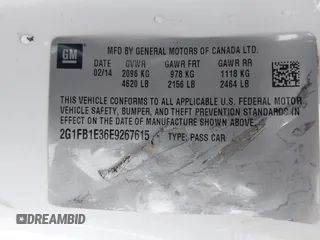 GM
MFD BY GENERAL MOTORS OF CANADA LTD.
DATE GVWR GAWR FRT GAWR RR
02/14 2096 KG 978 KG 1118 KG
4620 LB 2156 LB 2464 LB
THIS VEHICLE CONFORMS TO ALL APPLICABLE U.S. FEDERAL MOTOR
VEHICLE SAFETY, BUMPER, AND THEFT PREVENTION STANDARDS
IN EFFECT ON THE DATE OF MANUFACTURE SHOWN ABOVE.
2G1FB1E36E9267615 TYPE: PASS CAR
DREAMBID